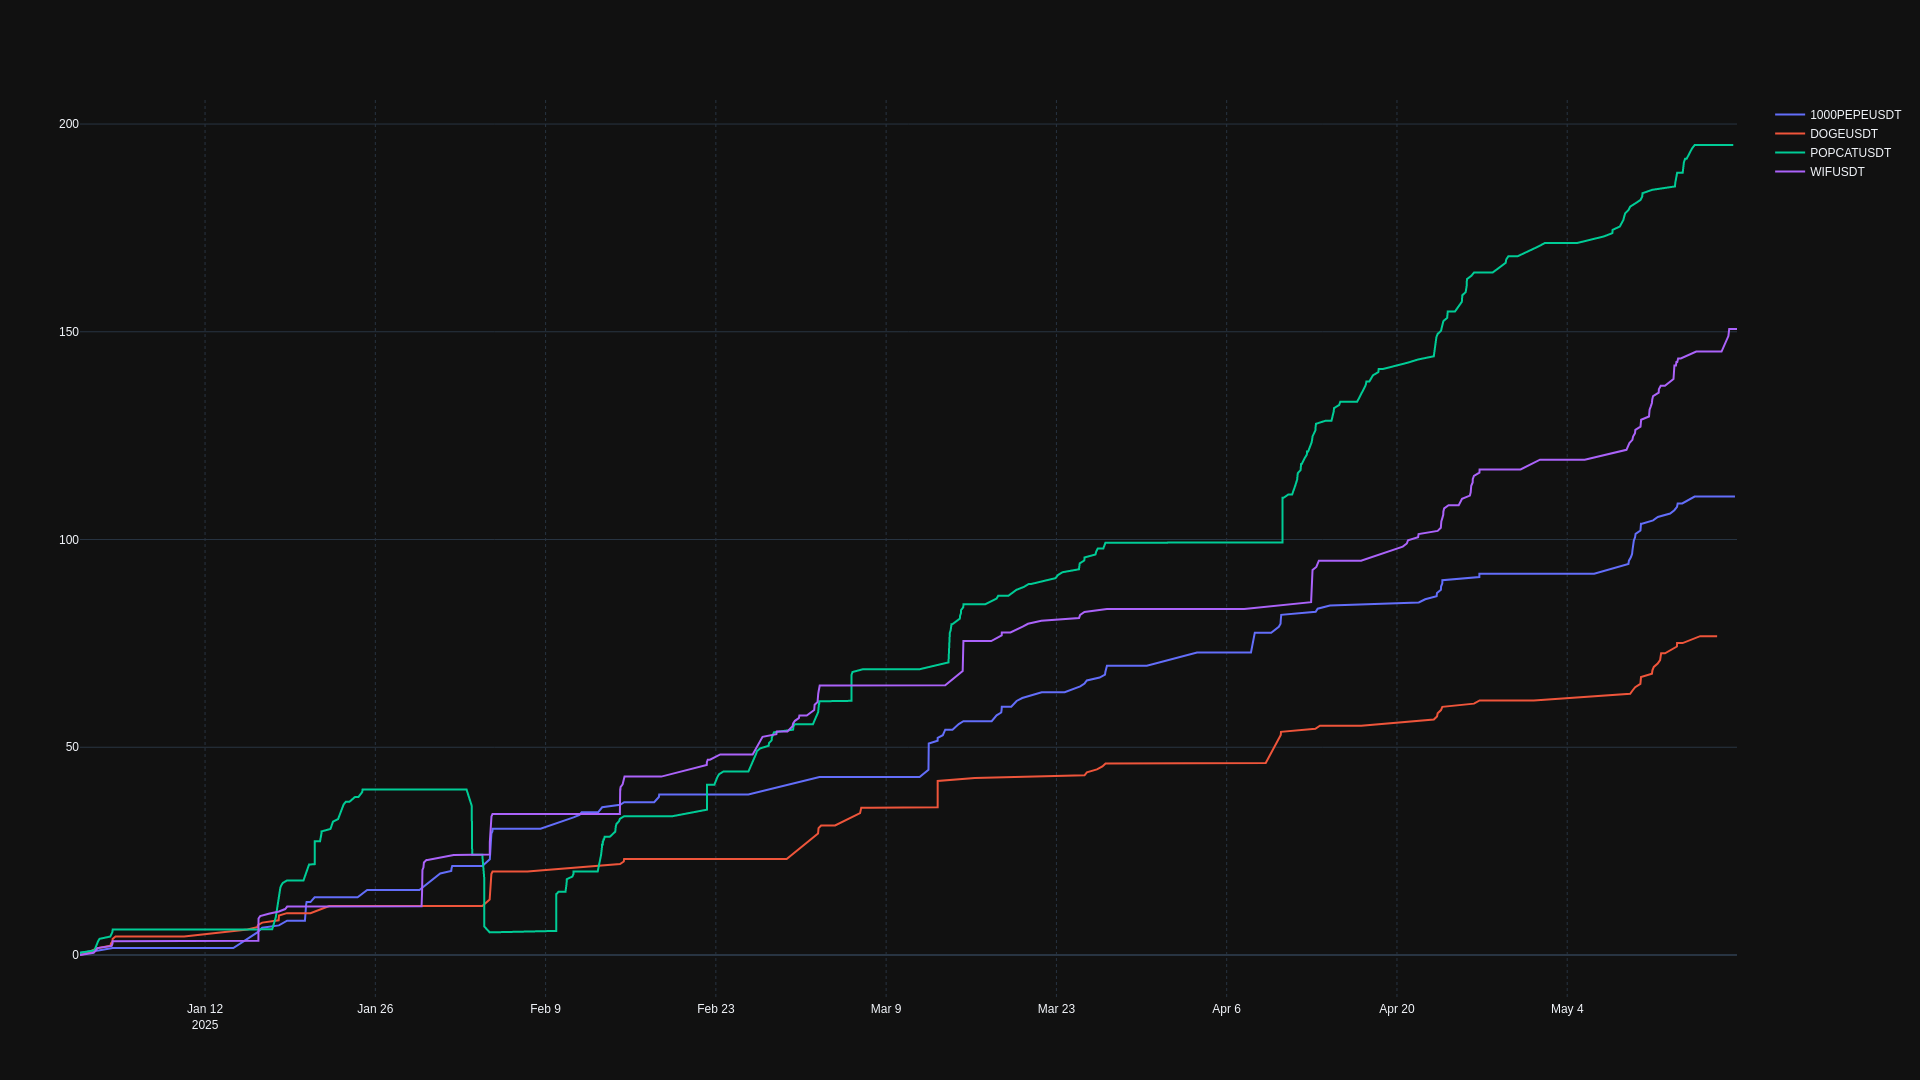 200
150
100
50
0
Jan 12
2025
Jan 26
Feb 9
Feb 23
Mar 9
Mar 23
Apr 6
Apr 20
May 4
1000PEPEUSDT
DOGEUSDT
POPCATUSDT
WIFUSDT